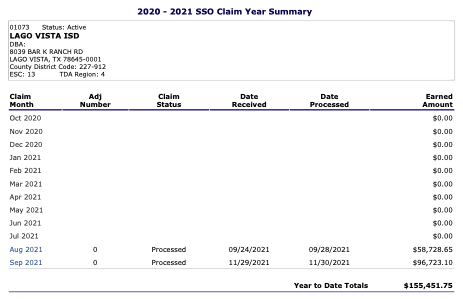 2020 - 2021 SSO Claim Year Summary
01073 Status: Active
LAGO VISTA ISD
DBA:
8039 BAR K RANCH RD
LAGO VISTA, TX 78645-0001
County District Code: 227-912
ESC: 13 TDA Region: 4
Claim Month Adj Number Claim Status Date Received Date Processed Earned Amount
Oct 2020 $0.00
Nov 2020 $0.00
Dec 2020 $0.00
Jan 2021 $0.00
Feb 2021 $0.00
Mar 2021 $0.00
Apr 2021 $0.00
May 2021 $0.00
Jun 2021 $0.00
Jul 2021 $0.00
Aug 2021 0 Processed 09/24/2021 09/28/2021 $58,728.65
Sep 2021 0 Processed 11/29/2021 11/30/2021 $96,723.10
Year to Date Totals $155,451.75